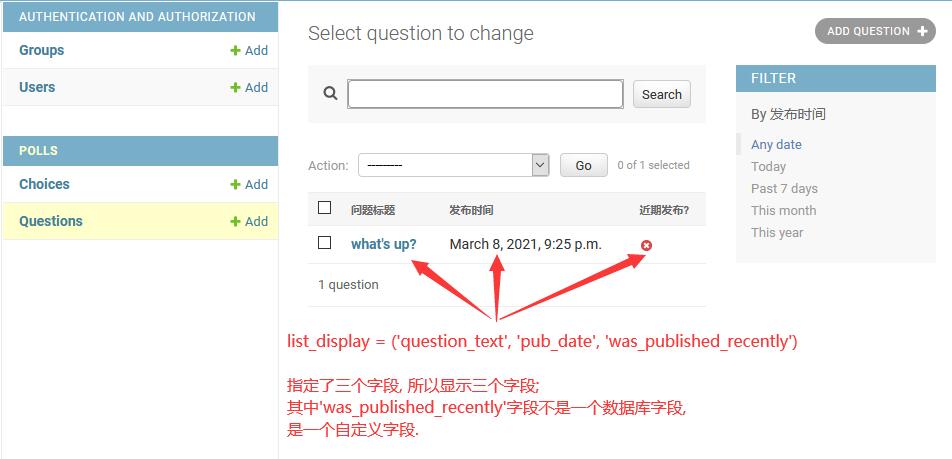 AUTHENTICATION AND AUTHORIZATION
Groups + Add
Users + Add
POLLS
Choices + Add
Questions + Add
Select question to change
ADD QUESTION +
Search
Action: --------- Go 0 of 1 selected
问题标题 发布时间 近期发布?
what's up? March 8, 2021, 9:25 p.m.
1 question
FILTER
By 发布时间
Any date
Today
Past 7 days
This month
This year
list_display = ('question_text', 'pub_date', 'was_published_recently')
指定了三个字段, 所以显示三个字段;
其中'was_published_recently'字段不是一个数据库字段,
是一个自定义字段.